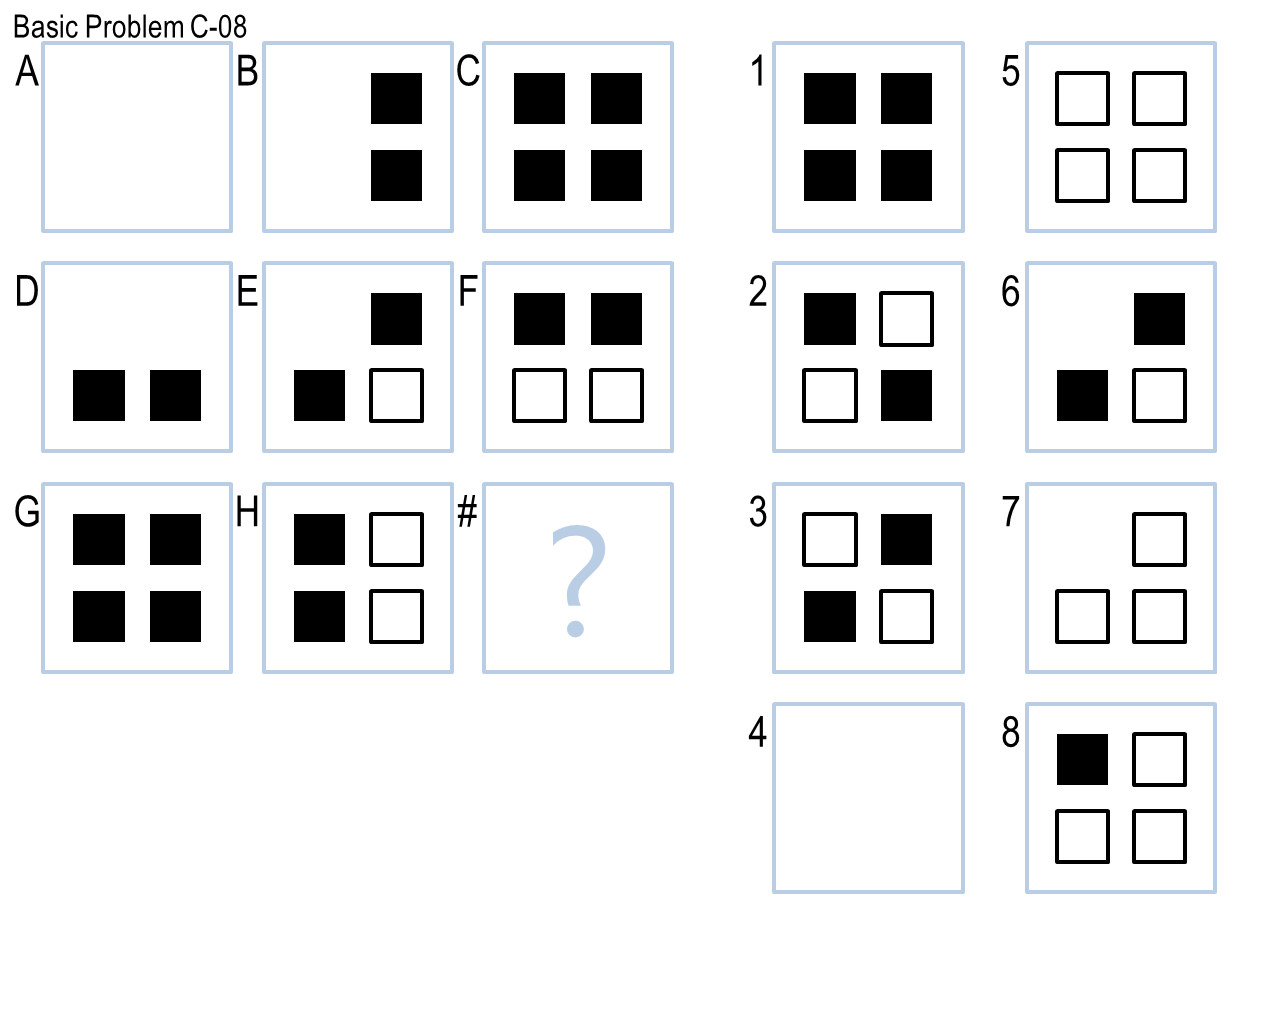 Basic Problem C-08
A B C 1 5
D E F 2 6
G H # ? 3 7
4 8